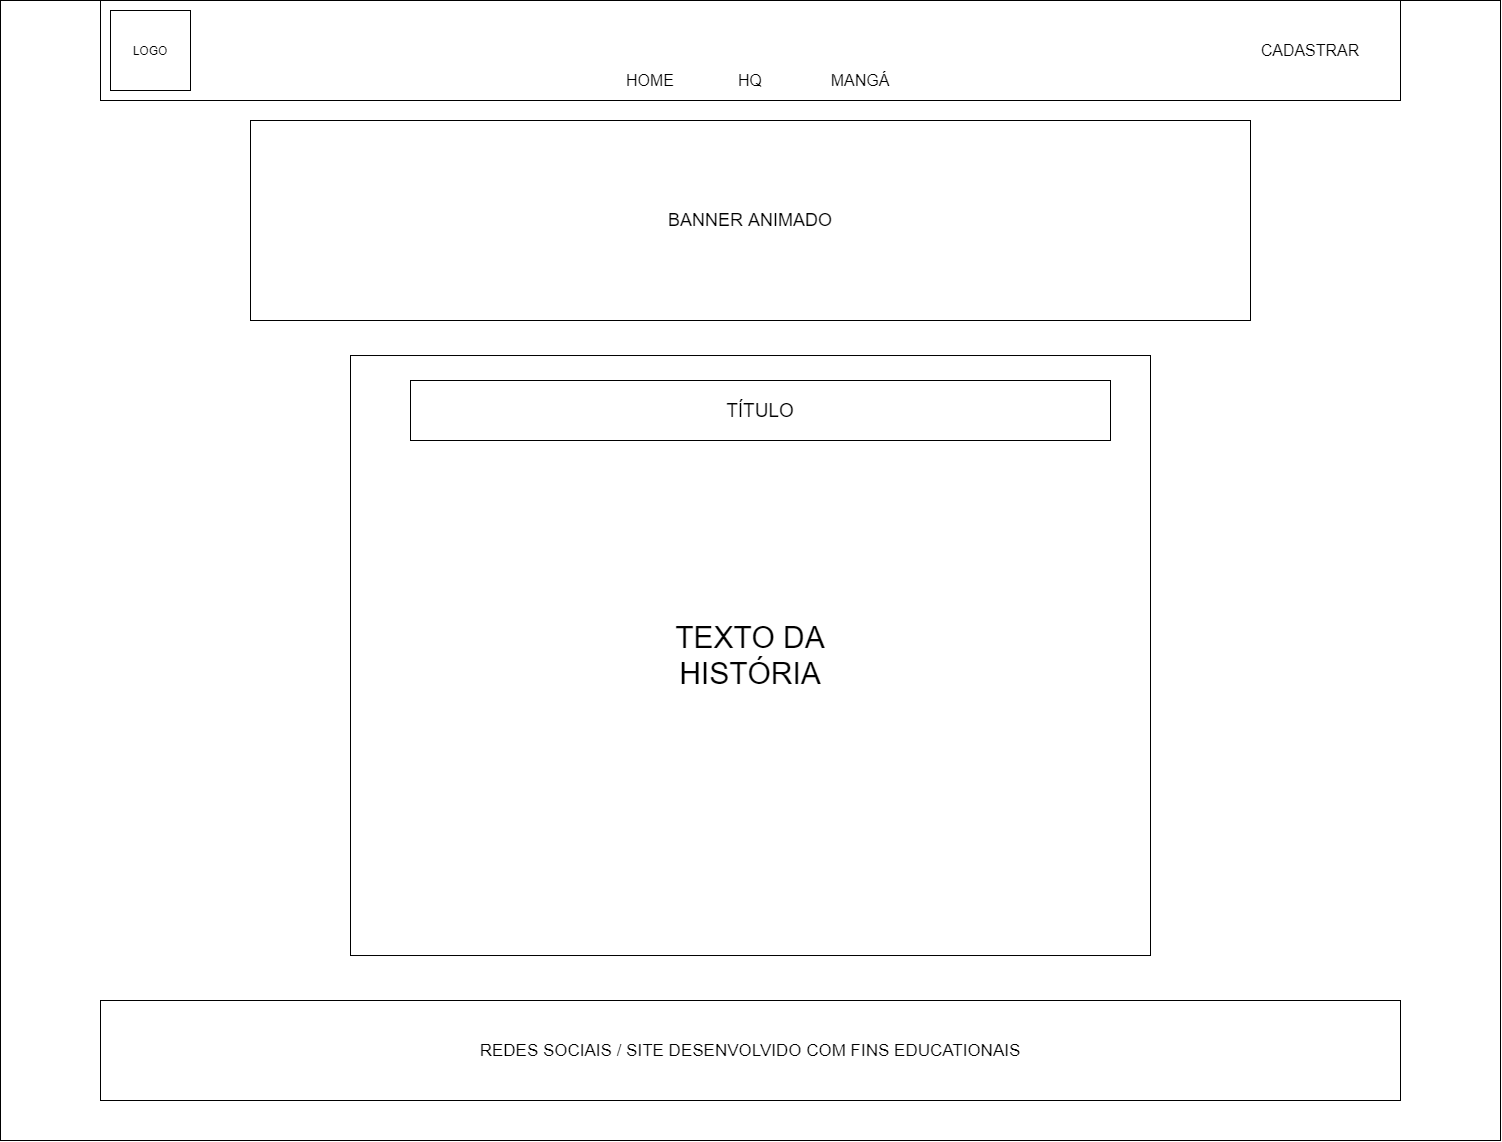 LOGO
CADASTRAR
HOME HQ MANGÁ
BANNER ANIMADO
TÍTULO
TEXTO DA
HISTÓRIA
REDES SOCIAIS / SITE DESENVOLVIDO COM FINS EDUCATIONAIS